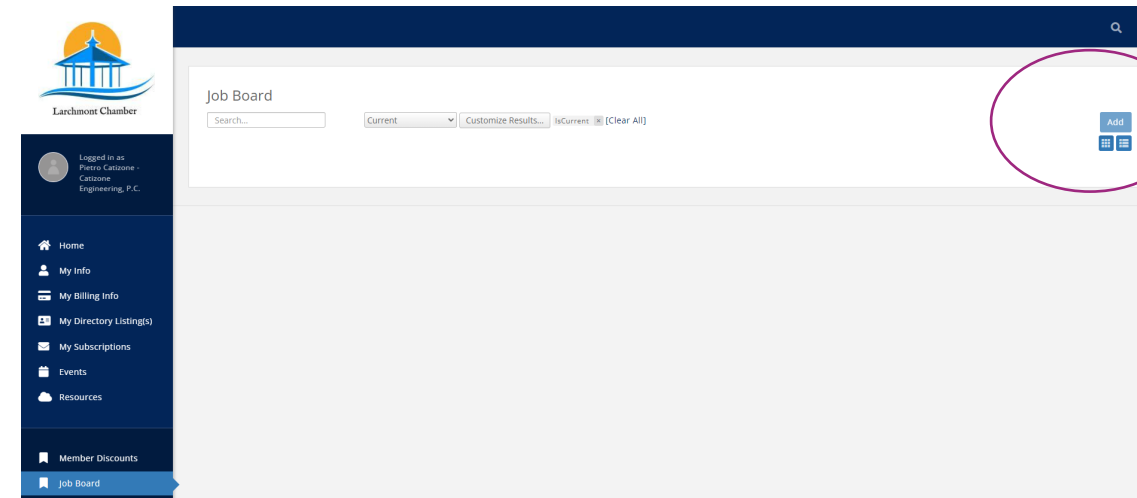 Larchmont Chamber
Logged in as
Pietro Catizone -
Catizone
Engineering, P.C.
Home
My Info
My Billing Info
My Directory Listing(s)
My Subscriptions
Events
Resources
Member Discounts
Job Board
Job Board
Search... Current Customize Results... IsCurrent x [Clear All]
Add